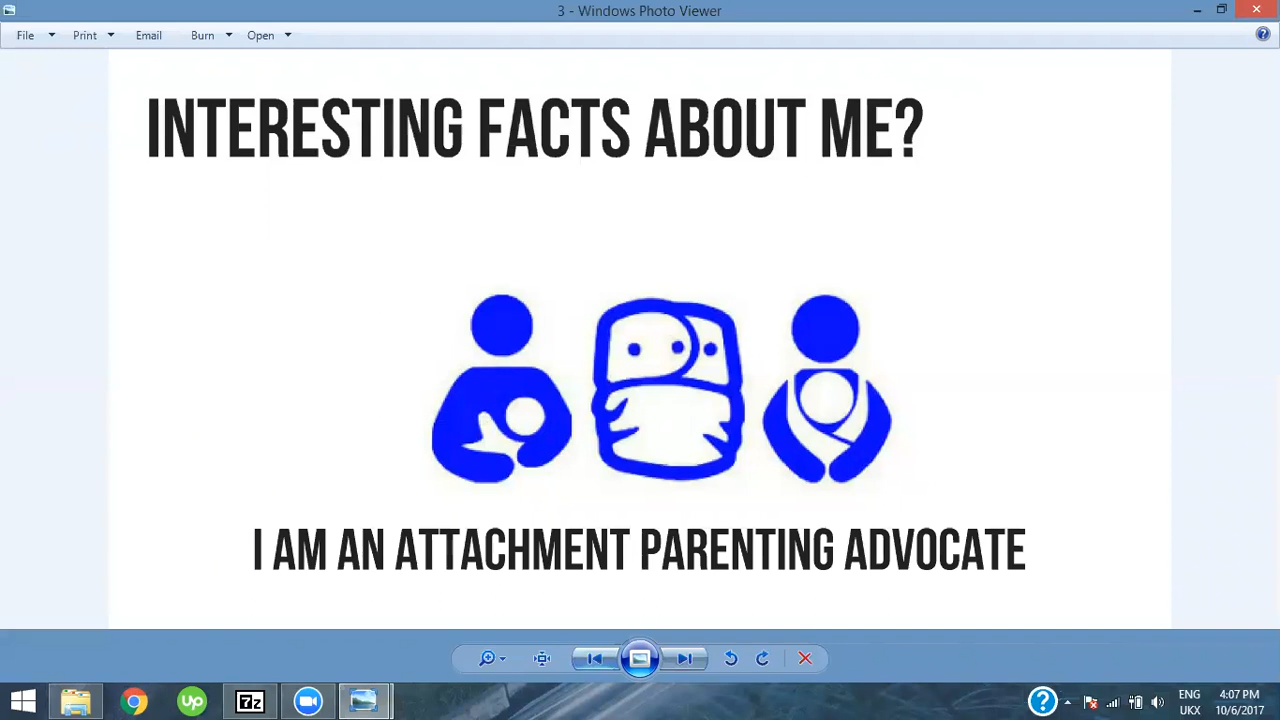 3 - Windows Photo Viewer
File Print Email Burn Open
INTERESTING FACTS ABOUT ME?
I AM AN ATTACHMENT PARENTING ADVOCATE
up 7z ENG 4:07 PM
UKX 10/6/2017